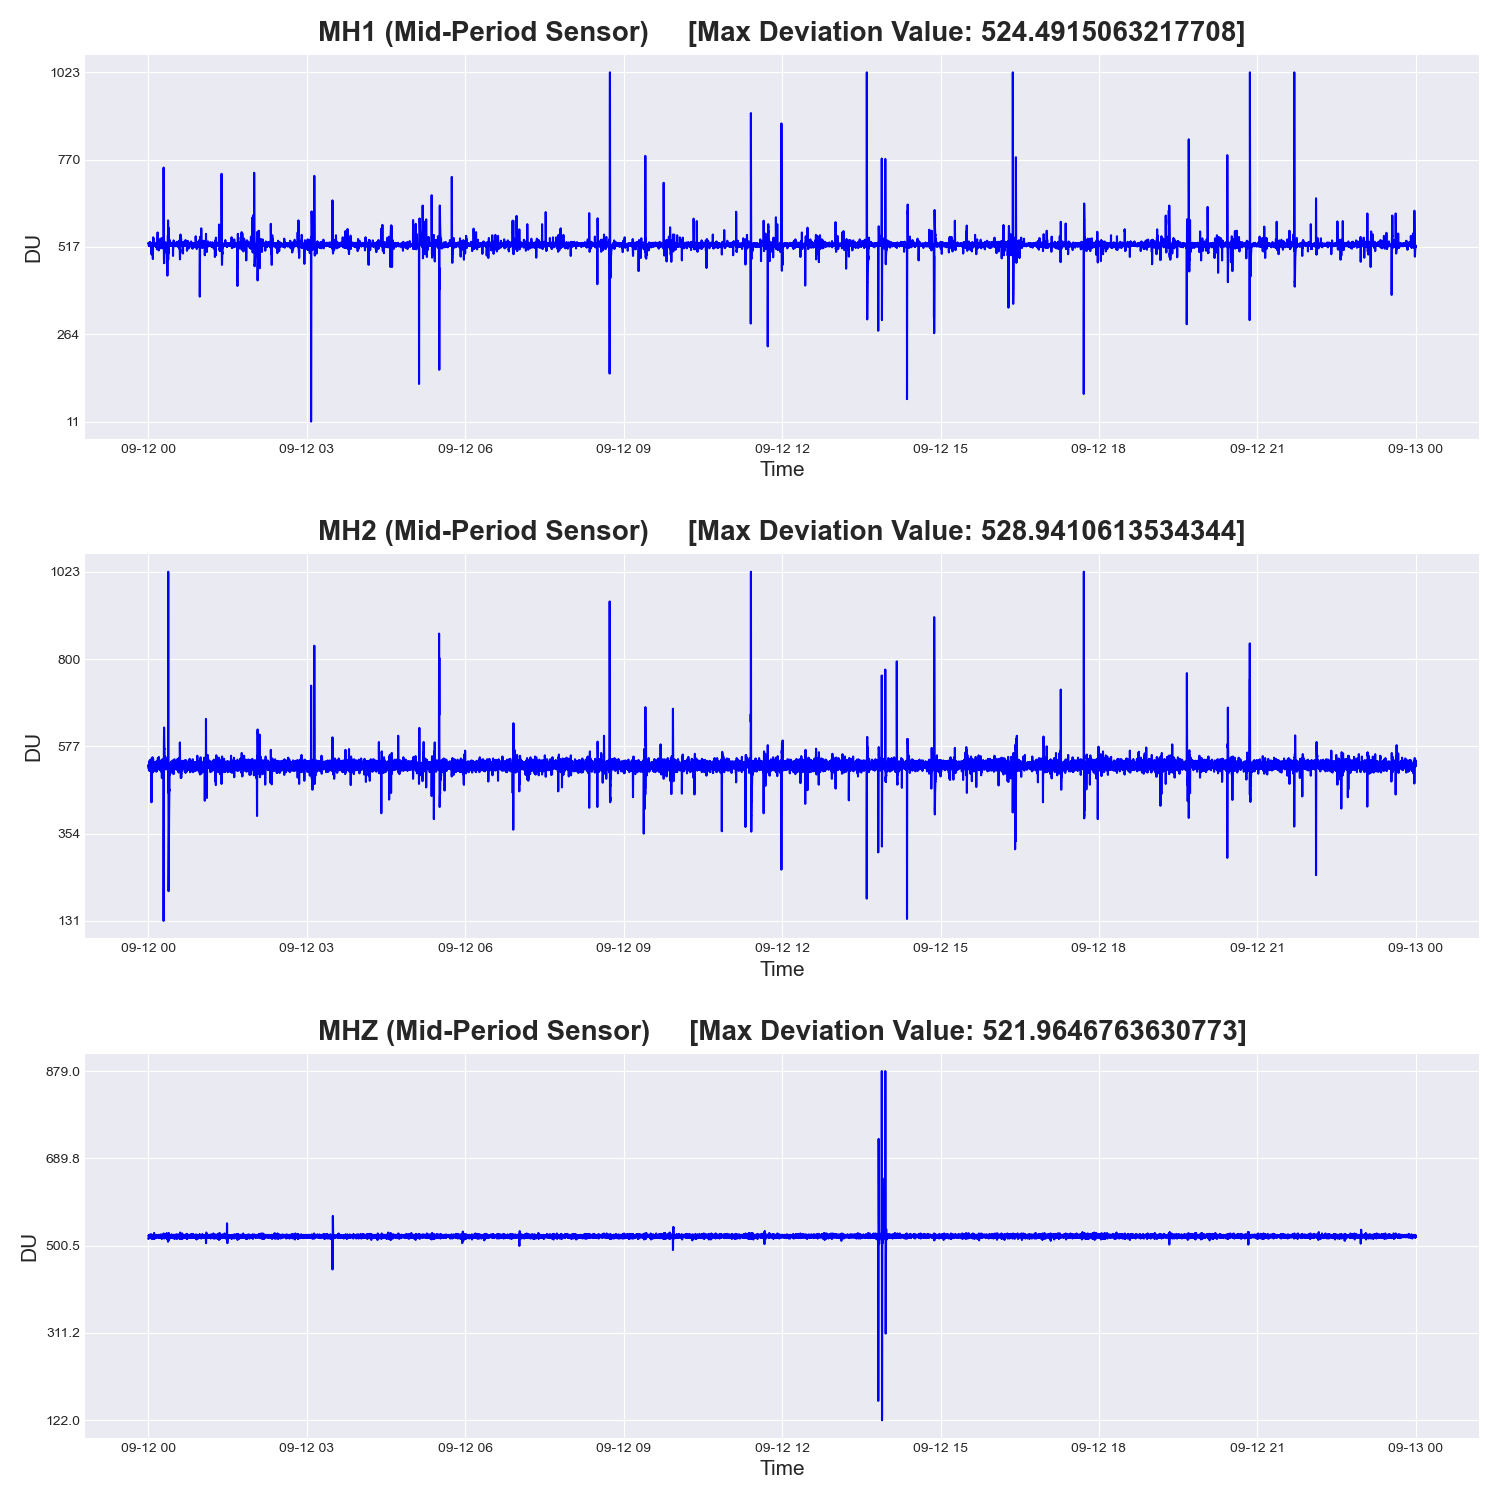 MH1 (Mid-Period Sensor) [Max Deviation Value: 524.4915063217708]
1023
770
517
264
11
DU
09-12 00 09-12 03 09-12 06 09-12 09 09-12 12 09-12 15 09-12 18 09-12 21 09-13 00
Time
MH2 (Mid-Period Sensor) [Max Deviation Value: 528.9410613534344]
1023
800
577
354
131
DU
09-12 00 09-12 03 09-12 06 09-12 09 09-12 12 09-12 15 09-12 18 09-12 21 09-13 00
Time
MHZ (Mid-Period Sensor) [Max Deviation Value: 521.9646763630773]
879.0
689.8
500.5
311.2
122.0
DU
09-12 00 09-12 03 09-12 06 09-12 09 09-12 12 09-12 15 09-12 18 09-12 21 09-13 00
Time